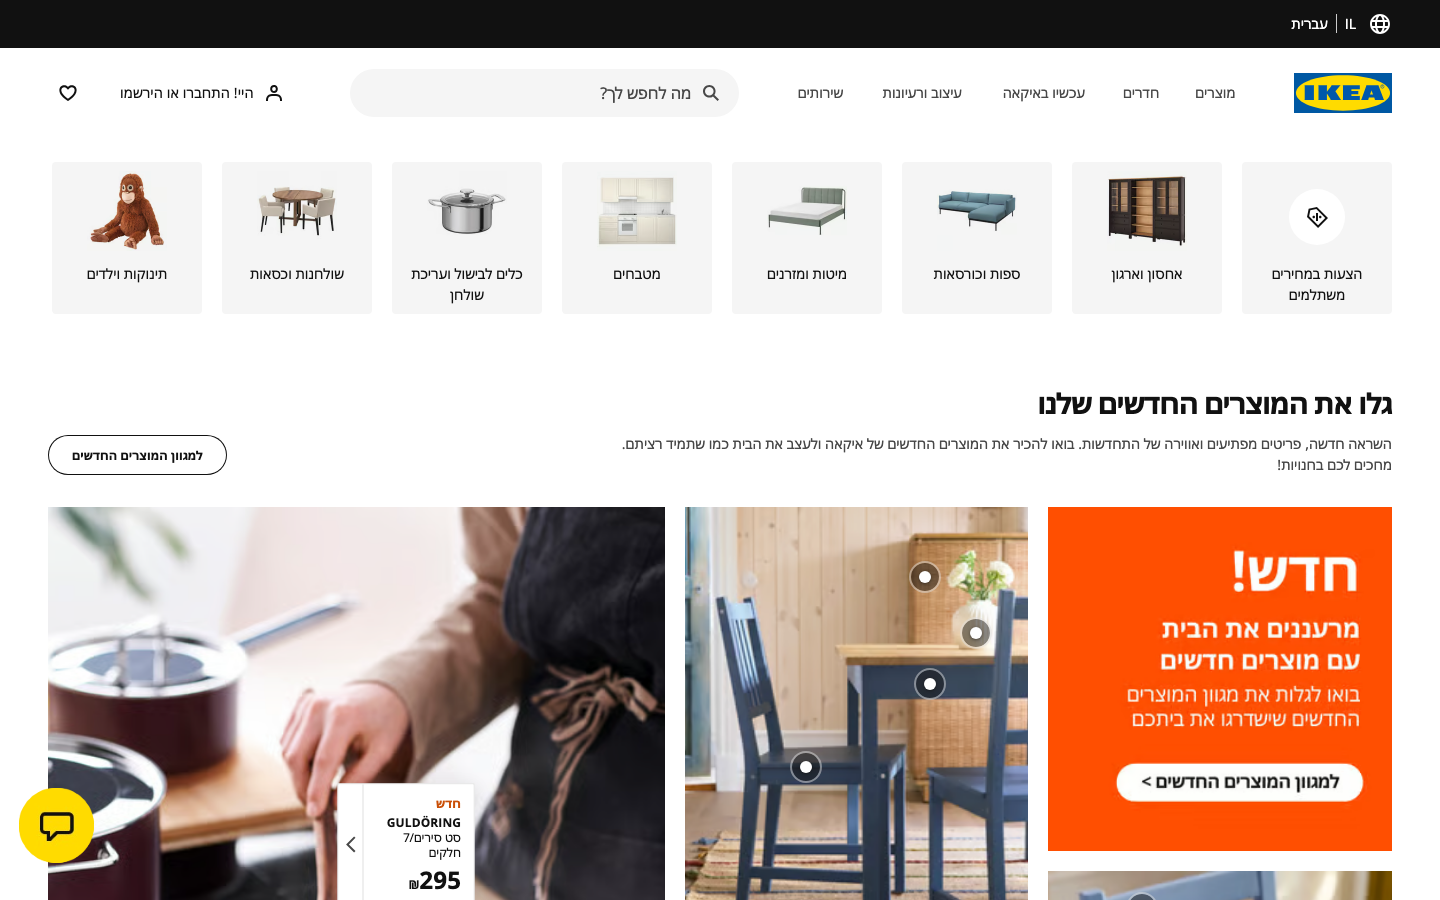 IL | עברית
IKEA
מוצרים
חדרים
עכשיו באיקאה
עיצוב ורעיונות
שירותים
מה לחפש לך?
היי! התחברו או הירשמו
הצעות במחירים
משתלמים
אחסון וארגון
ספות וכורסאות
מיטות ומזרנים
מטבחים
כלים לבישול ועריכת
שולחן
שולחנות וכסאות
תינוקות וילדים
גלו את המוצרים החדשים שלנו
השראה חדשה, פריטים מפתיעים ואווירה של התחדשות. בואו להכיר את המוצרים החדשים של איקאה ולעצב את הבית כמו שתמיד רציתם.
מחכים לכם בחנויות!
למגוון המוצרים החדשים
חדש!
מרעננים את הבית
עם מוצרים חדשים
בואו לגלות את מגוון המוצרים
החדשים שישדרגו את ביתכם
למגוון המוצרים החדשים >
חדש
GULDÖRING
סט סירים/7
חלקים
₪295